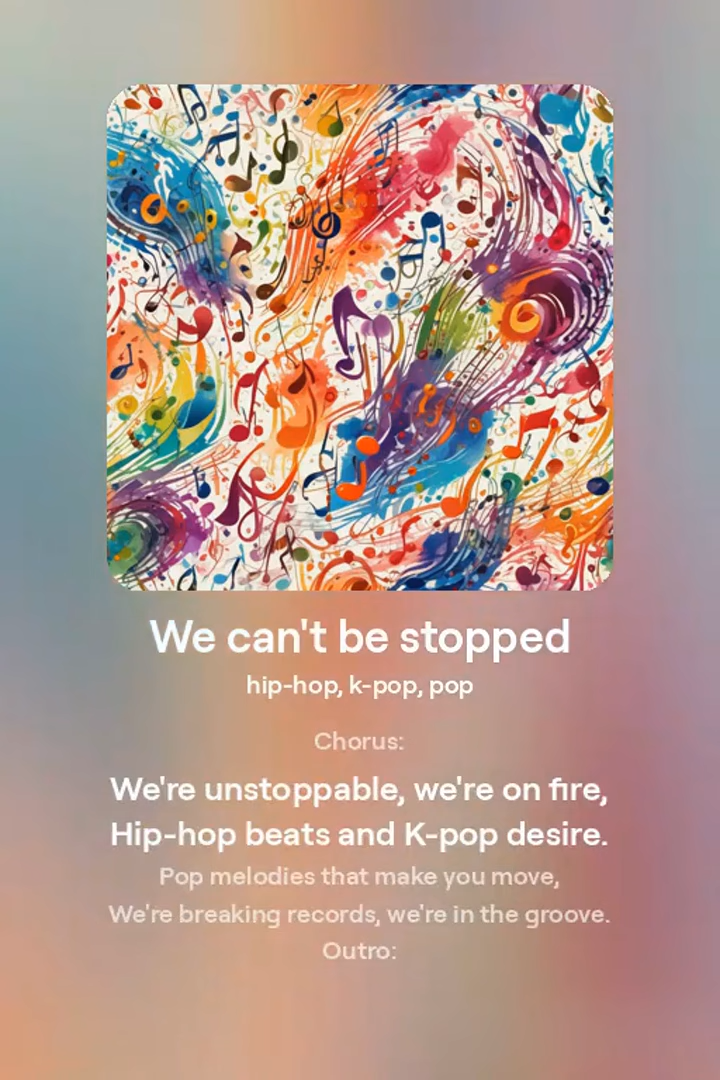 We can't be stopped
hip-hop, k-pop, pop
Chorus:
We're unstoppable, we're on fire,
Hip-hop beats and K-pop desire.
Pop melodies that make you move,
We're breaking records, we're in the groove.
Outro: